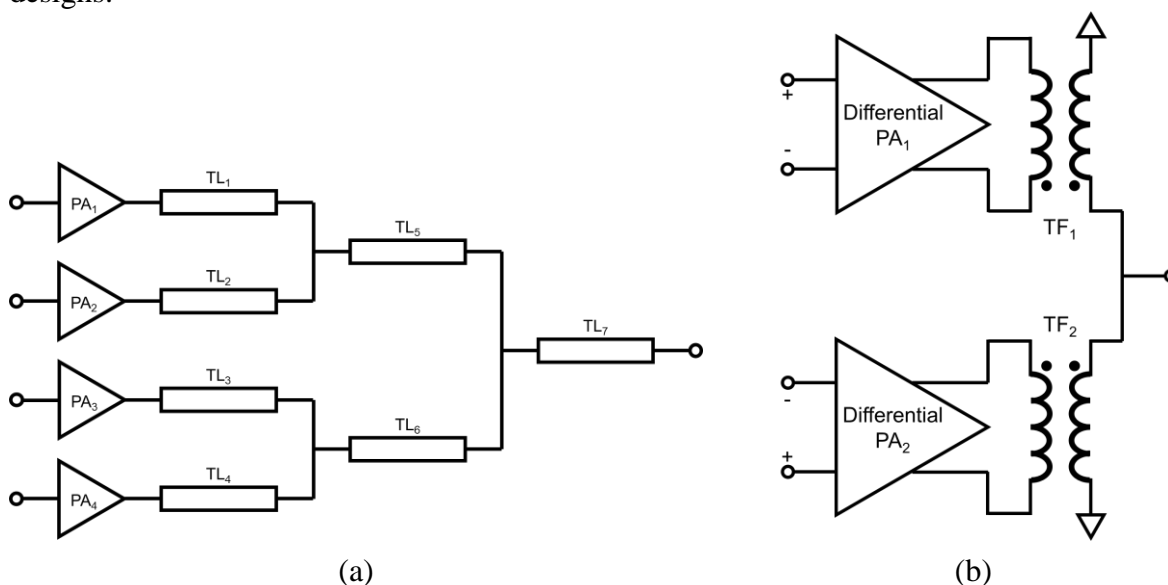 designs.
TL₁
PA₁
TL₅
TL₂
PA₂
TL₇
TL₃
PA₃
TL₆
TL₄
PA₄
(a)
+
-
Differential
PA₁
TF₁
TF₂
-
+
Differential
PA₂
(b)